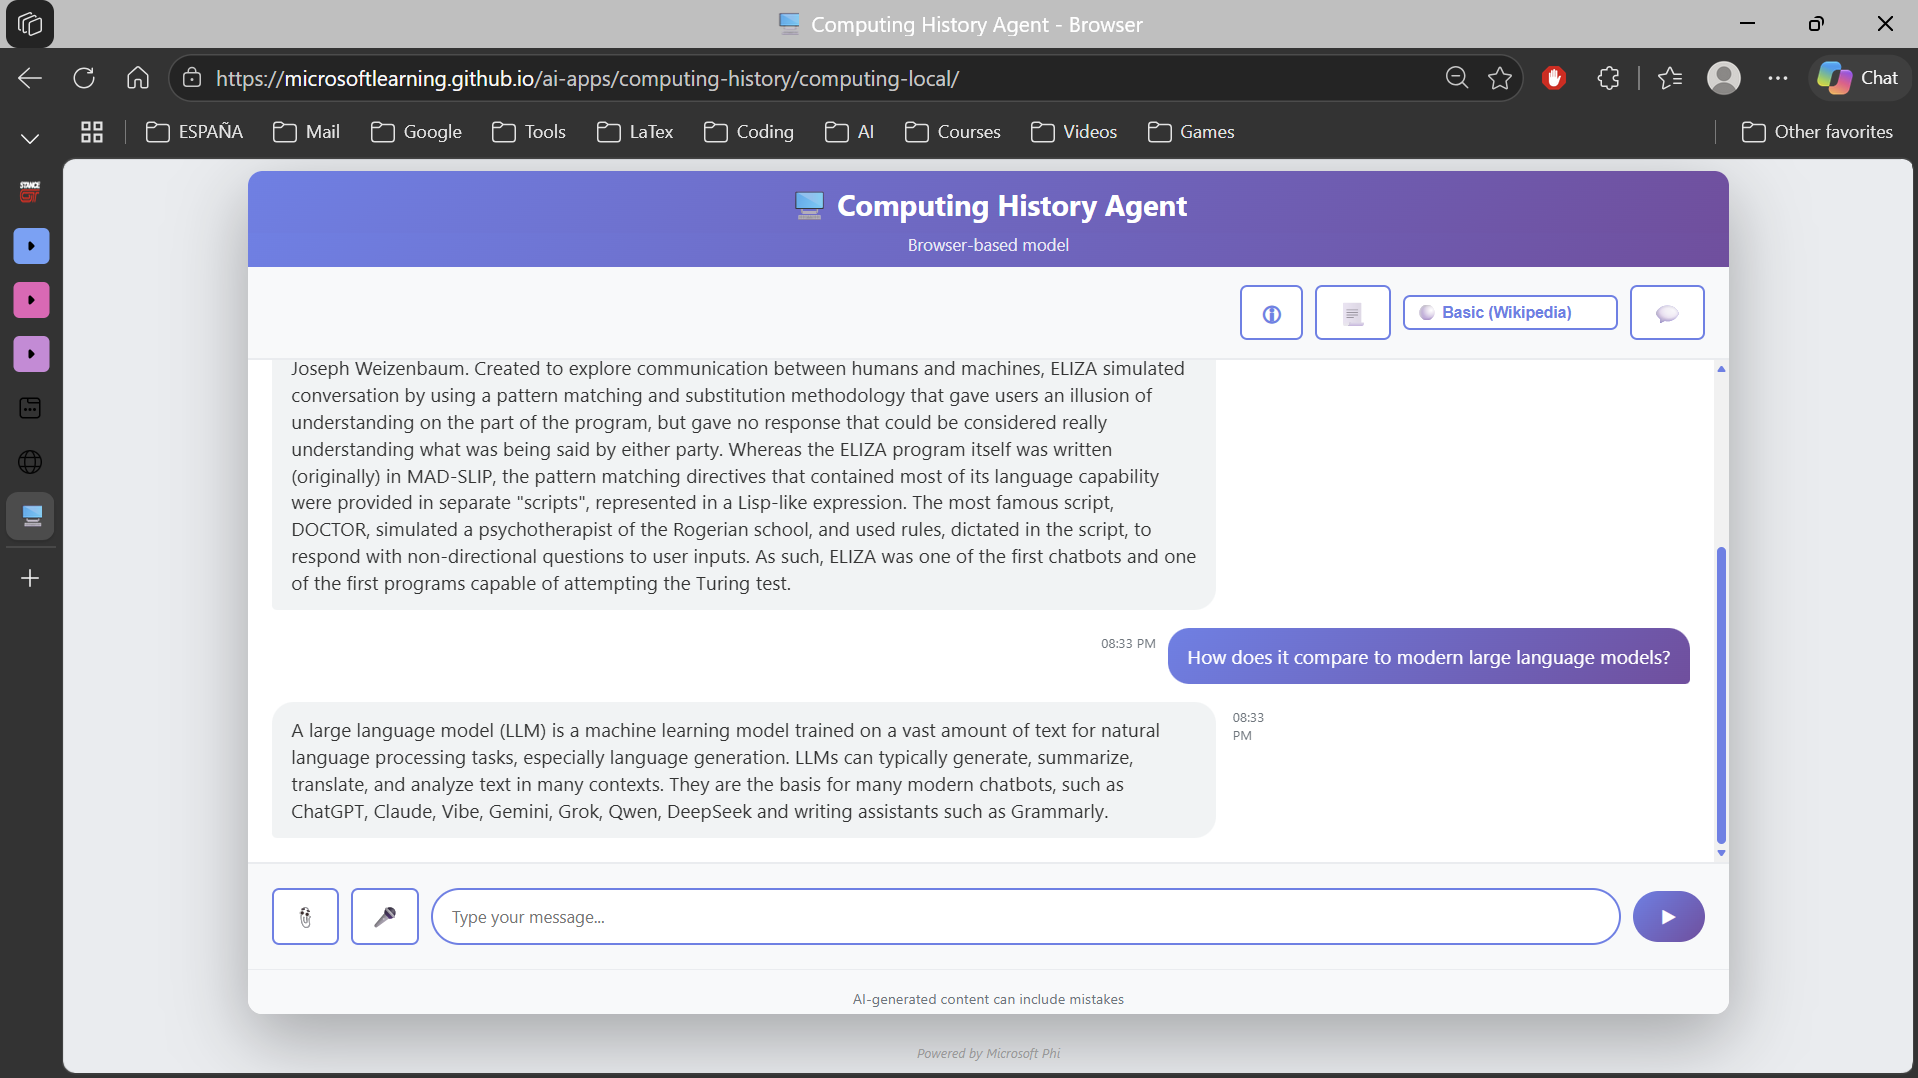 Computing History Agent - Browser
https://microsoftlearning.github.io/ai-apps/computing-history/computing-local/
Chat
ESPAÑA
Mail
Google
Tools
LaTex
Coding
AI
Courses
Videos
Games
Other favorites
STANCE
Computing History Agent
Browser-based model
Basic (Wikipedia)
Joseph Weizenbaum. Created to explore communication between humans and machines, ELIZA simulated
conversation by using a pattern matching and substitution methodology that gave users an illusion of
understanding on the part of the program, but gave no response that could be considered really
understanding what was being said by either party. Whereas the ELIZA program itself was written
(originally) in MAD-SLIP, the pattern matching directives that contained most of its language capability
were provided in separate "scripts", represented in a Lisp-like expression. The most famous script,
DOCTOR, simulated a psychotherapist of the Rogerian school, and used rules, dictated in the script, to
respond with non-directional questions to user inputs. As such, ELIZA was one of the first chatbots and one
of the first programs capable of attempting the Turing test.
08:33 PM
How does it compare to modern large language models?
A large language model (LLM) is a machine learning model trained on a vast amount of text for natural
language processing tasks, especially language generation. LLMs can typically generate, summarize,
translate, and analyze text in many contexts. They are the basis for many modern chatbots, such as
ChatGPT, Claude, Vibe, Gemini, Grok, Qwen, DeepSeek and writing assistants such as Grammarly.
08:33
PM
Type your message...
AI-generated content can include mistakes
Powered by Microsoft Phi